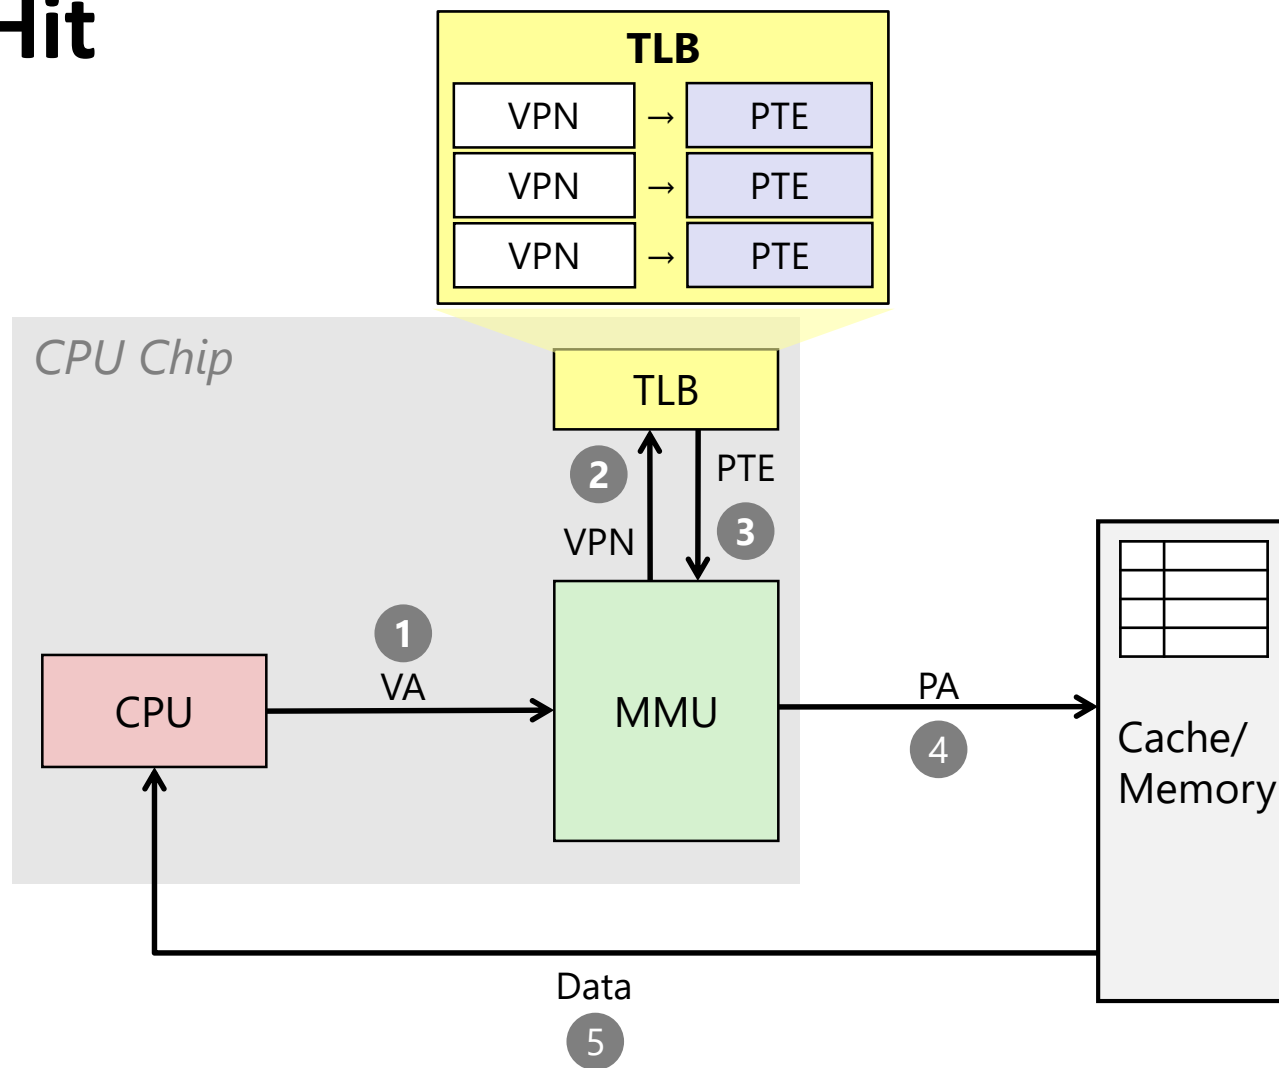 Hit
TLB
VPN → PTE
VPN → PTE
VPN → PTE
CPU Chip
TLB
2
PTE
VPN
3
1
VA
CPU
MMU
PA
4
Cache/
Memory
Data
5